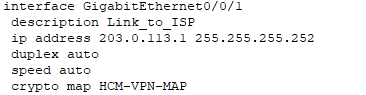 interface GigabitEthernet0/0/1
description Link_to_ISP
ip address 203.0.113.1 255.255.255.252
duplex auto
speed auto
crypto map HCM-VPN-MAP